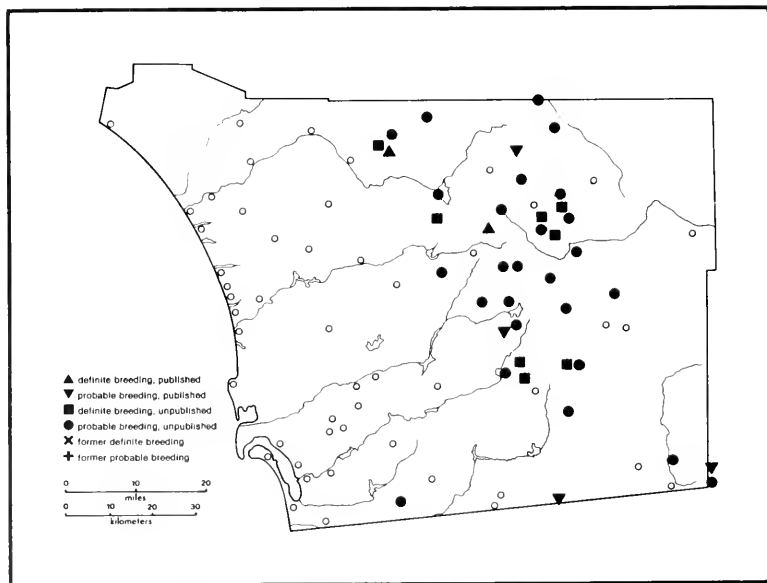 definite breeding, published
probable breeding, published
definite breeding, unpublished
probable breeding, unpublished
former definite breeding
former probable breeding
0 10 20
miles
0 10 20 30
kilometers